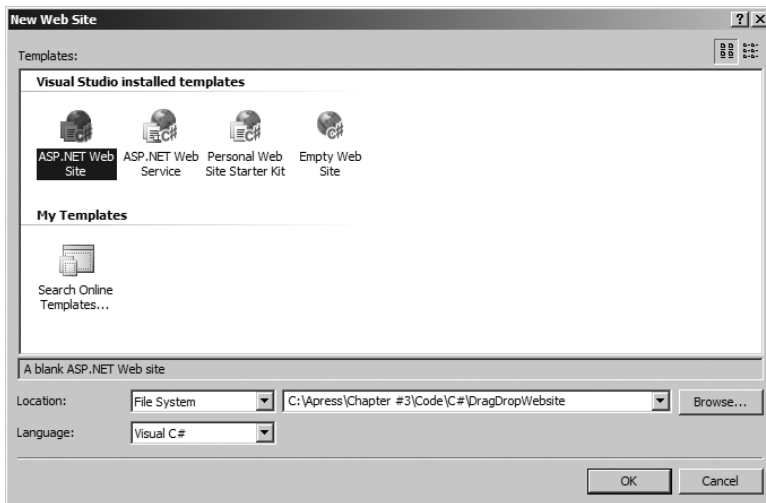 New Web Site
Templates:
Visual Studio installed templates
ASP.NET Web
Site
ASP.NET Web
Service
Personal Web
Site Starter Kit
Empty Web
Site
My Templates
Search Online
Templates...
A blank ASP.NET Web site
Location:
File System
C:\Apress\Chapter #3\Code\C#\DragDropWebsite
Browse...
Language:
Visual C#
OK
Cancel